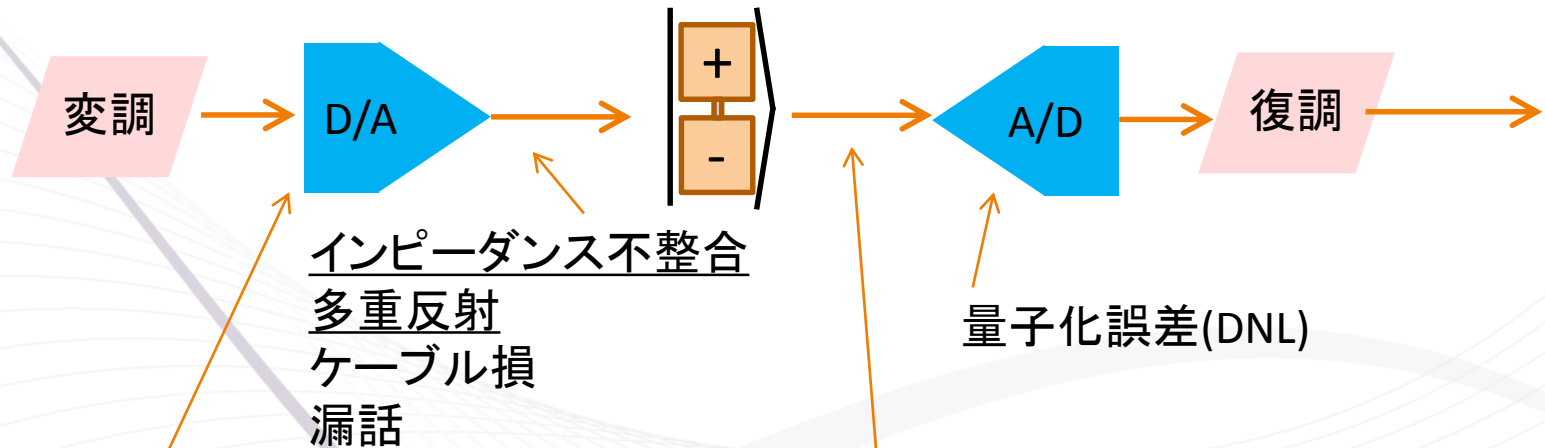 変調
D/A
+
-
A/D
復調
インピーダンス不整合
多重反射
ケーブル損
漏話
量子化誤差(DNL)